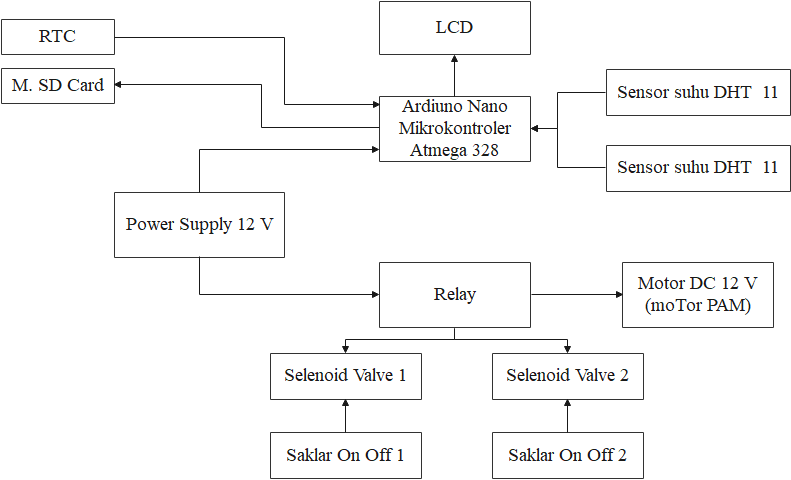 RTC
LCD
M. SD Card
Ardiuno Nano
Mikrokontroler
Atmega 328
Sensor suhu DHT 11
Sensor suhu DHT 11
Power Supply 12 V
Relay
Motor DC 12 V
(moTor PAM)
Selenoid Valve 1
Selenoid Valve 2
Saklar On Off 1
Saklar On Off 2